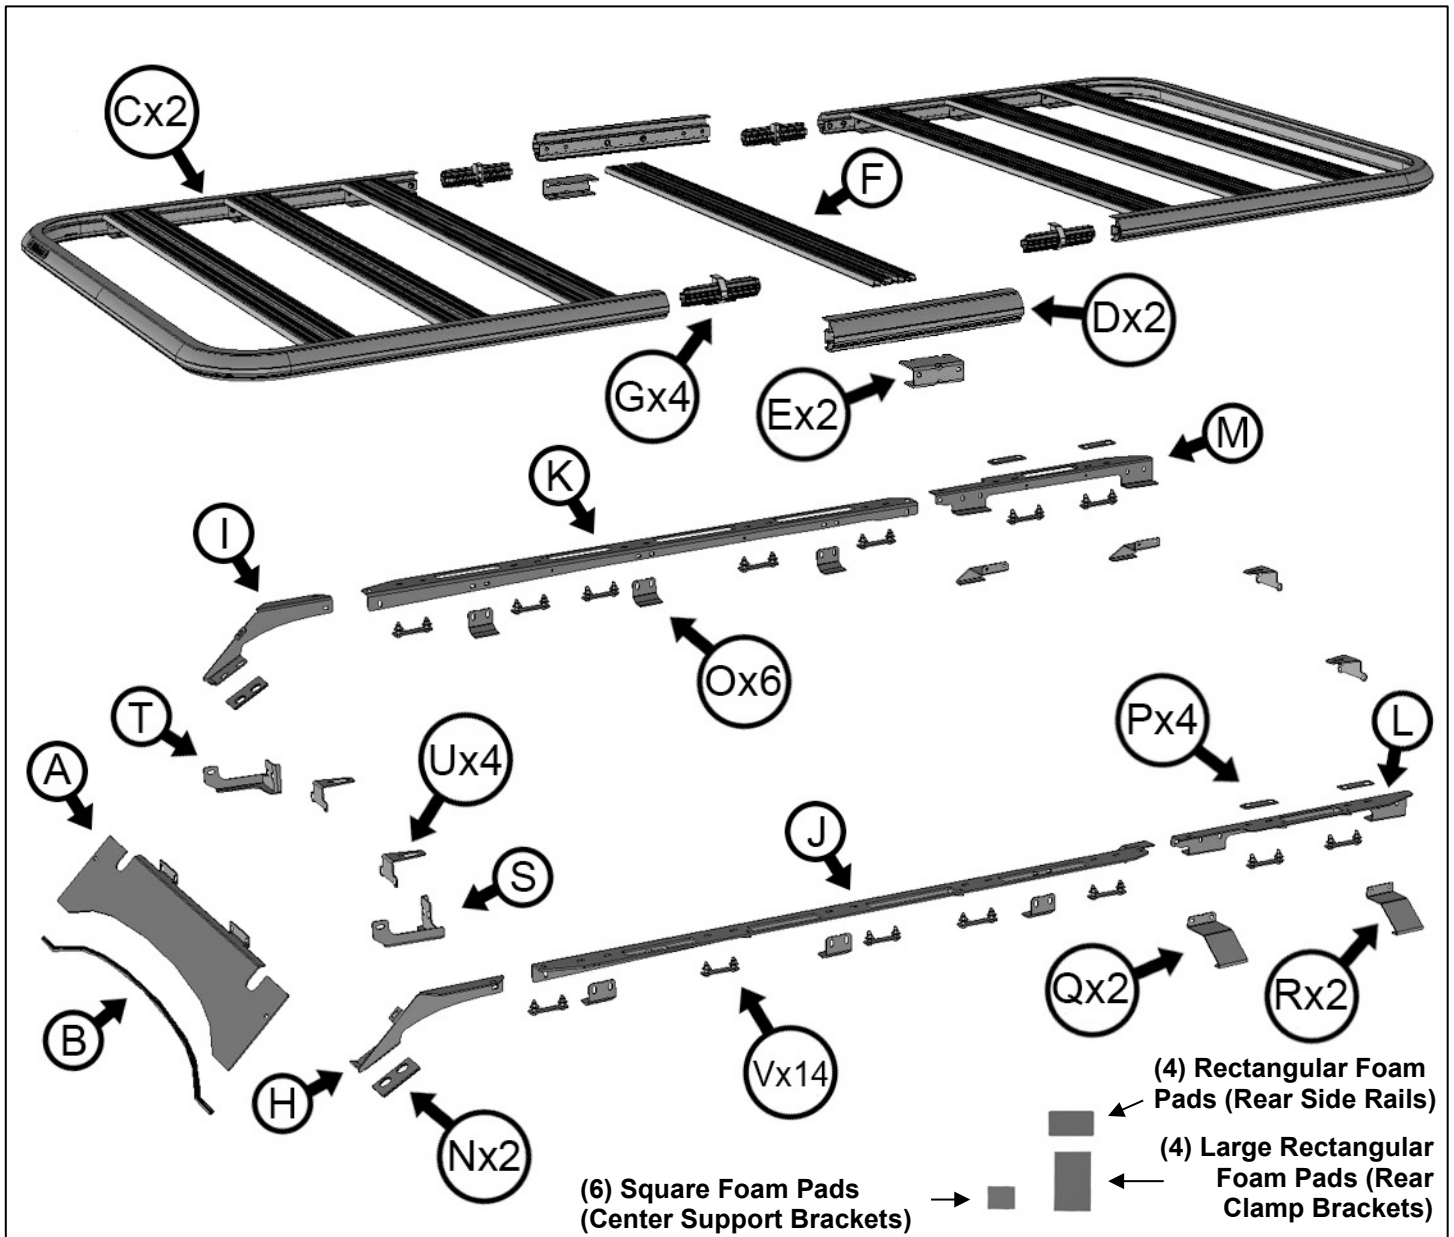 Cx2
F
Dx2
Gx4
Ex2
M
K
I
Ox6
T
Px4
L
A
Ux4
J
S
B
Qx2
Rx2
Vx14
H
Nx2
(4) Rectangular Foam
Pads (Rear Side Rails)
(4) Large Rectangular
Foam Pads (Rear
Clamp Brackets)
(6) Square Foam Pads
(Center Support Brackets)